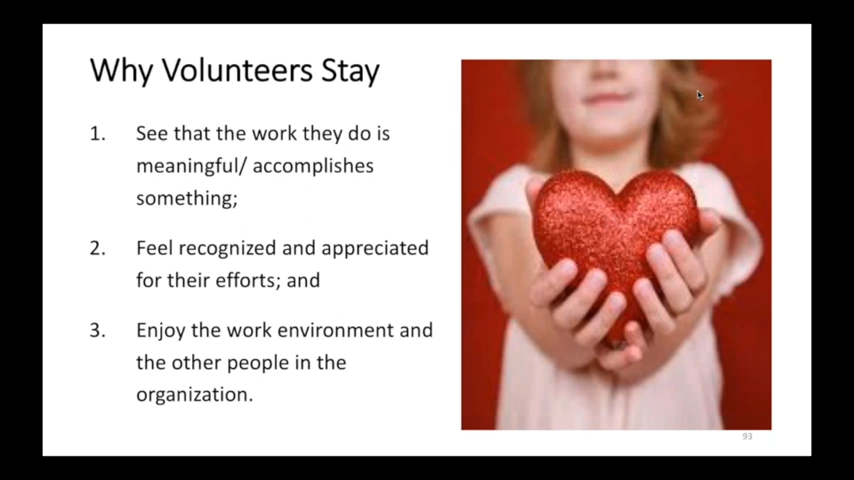 Why Volunteers Stay
1. See that the work they do is
meaningful/ accomplishes
something;
2. Feel recognized and appreciated
for their efforts; and
3. Enjoy the work environment and
the other people in the
organization.
93